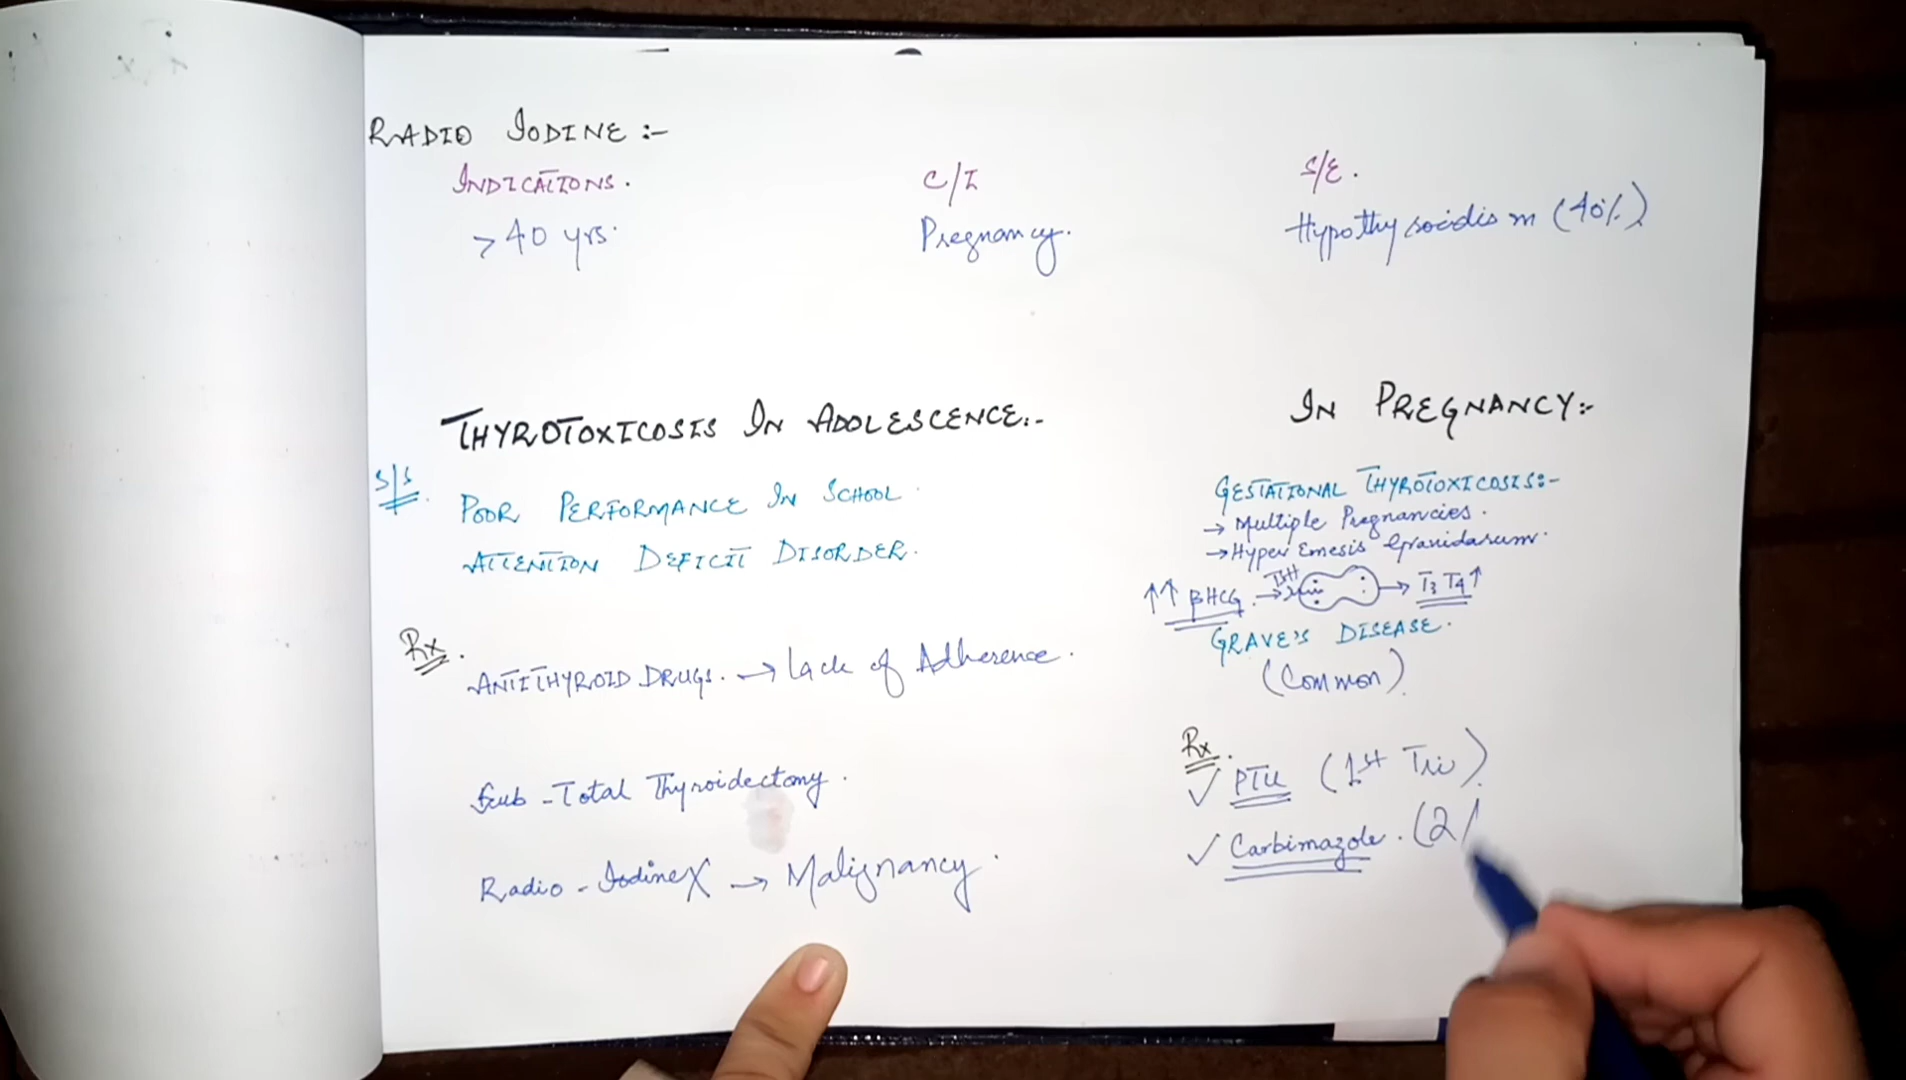 RADIO IODINE :-
INDICATIONS.
> 40 yrs.
C/I
Pregnancy.
S/E.
Hypothyroidism (40%)
THYROTOXICOSIS IN ADOLESCENCE:-
S/S.
POOR PERFORMANCE IN SCHOOL.
ATTENTION DEFICIT DISORDER.
Rx.
ANTITHYROID DRUGS. → Lack of Adherence.
Sub-Total Thyroidectomy.
Radio-Iodine X → Malignancy.
IN PREGNANCY:-
GESTATIONAL THYROTOXICOSIS:-
→ Multiple Pregnancies.
→ Hyper Emesis Gravidarum.
↑↑ βHCG. → TSH → T3 T4 ↑
GRAVE'S DISEASE.
(Common)
Rx.
✓ PTU (1st Tri)
✓ Carbimazole. (2/